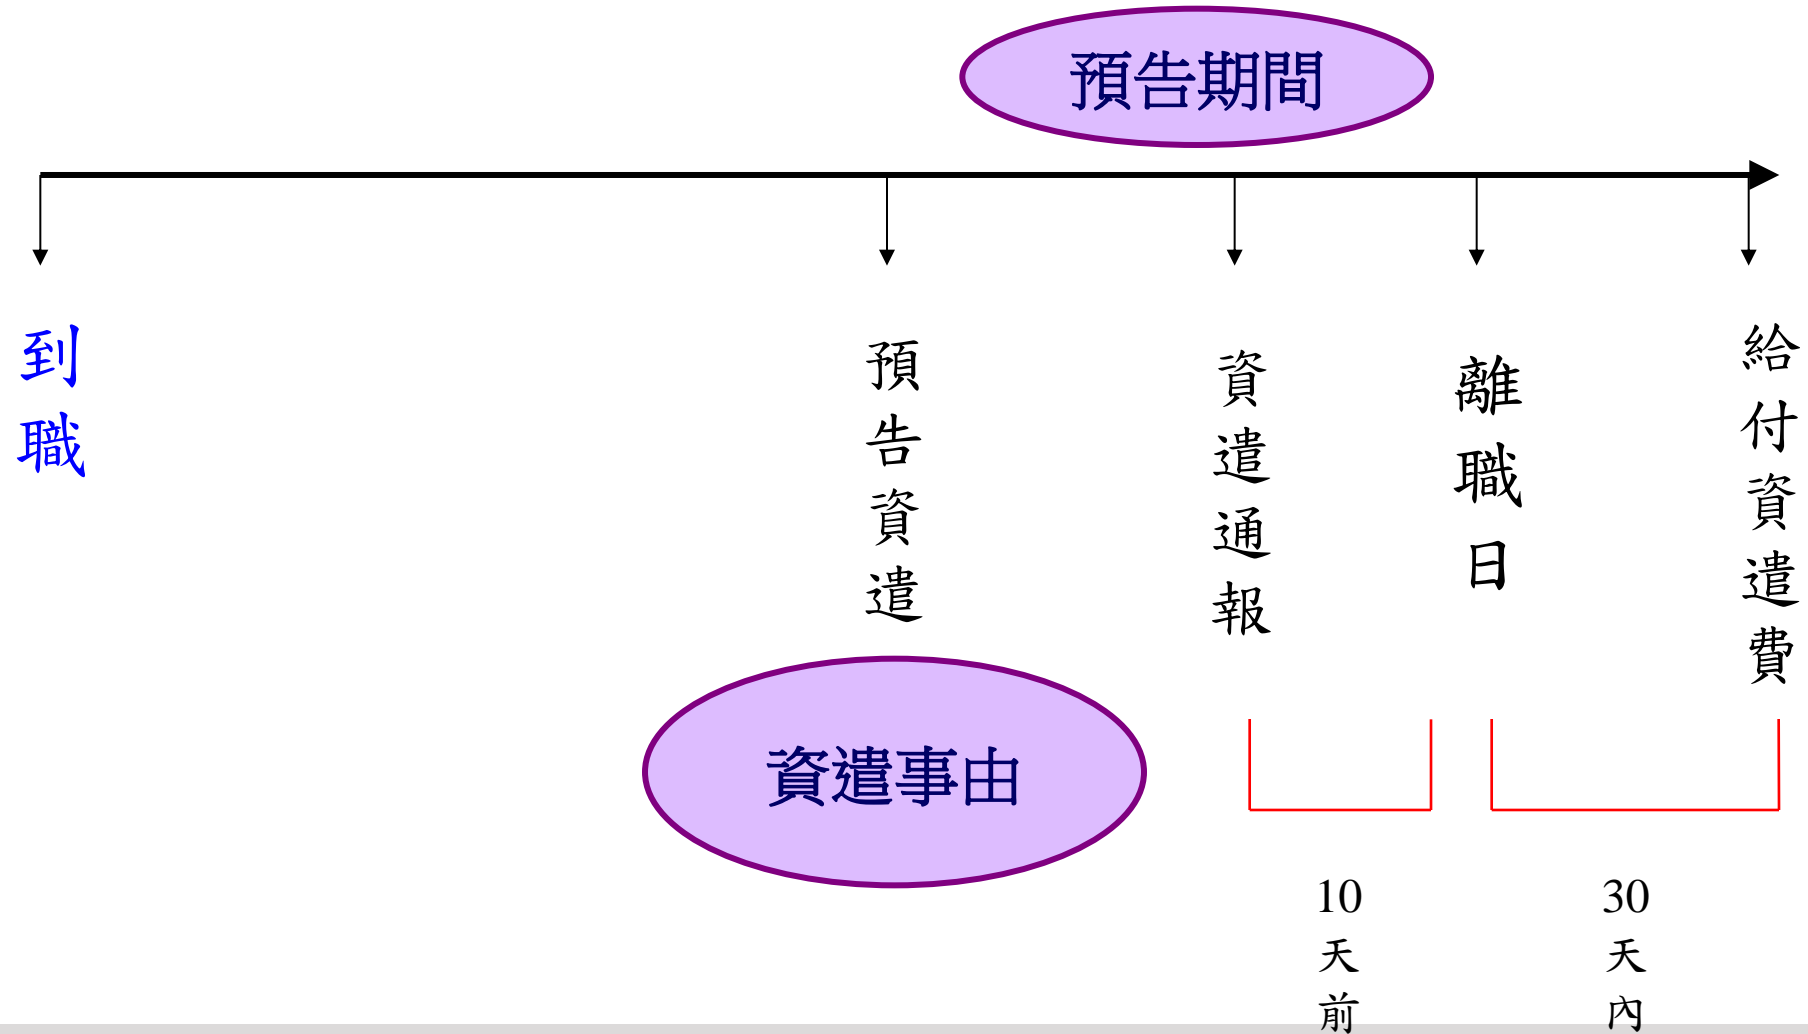 預告期間
到職
預告資遣
資遣通報
離職日
給付資遣費
資遣事由
10天前
30天內